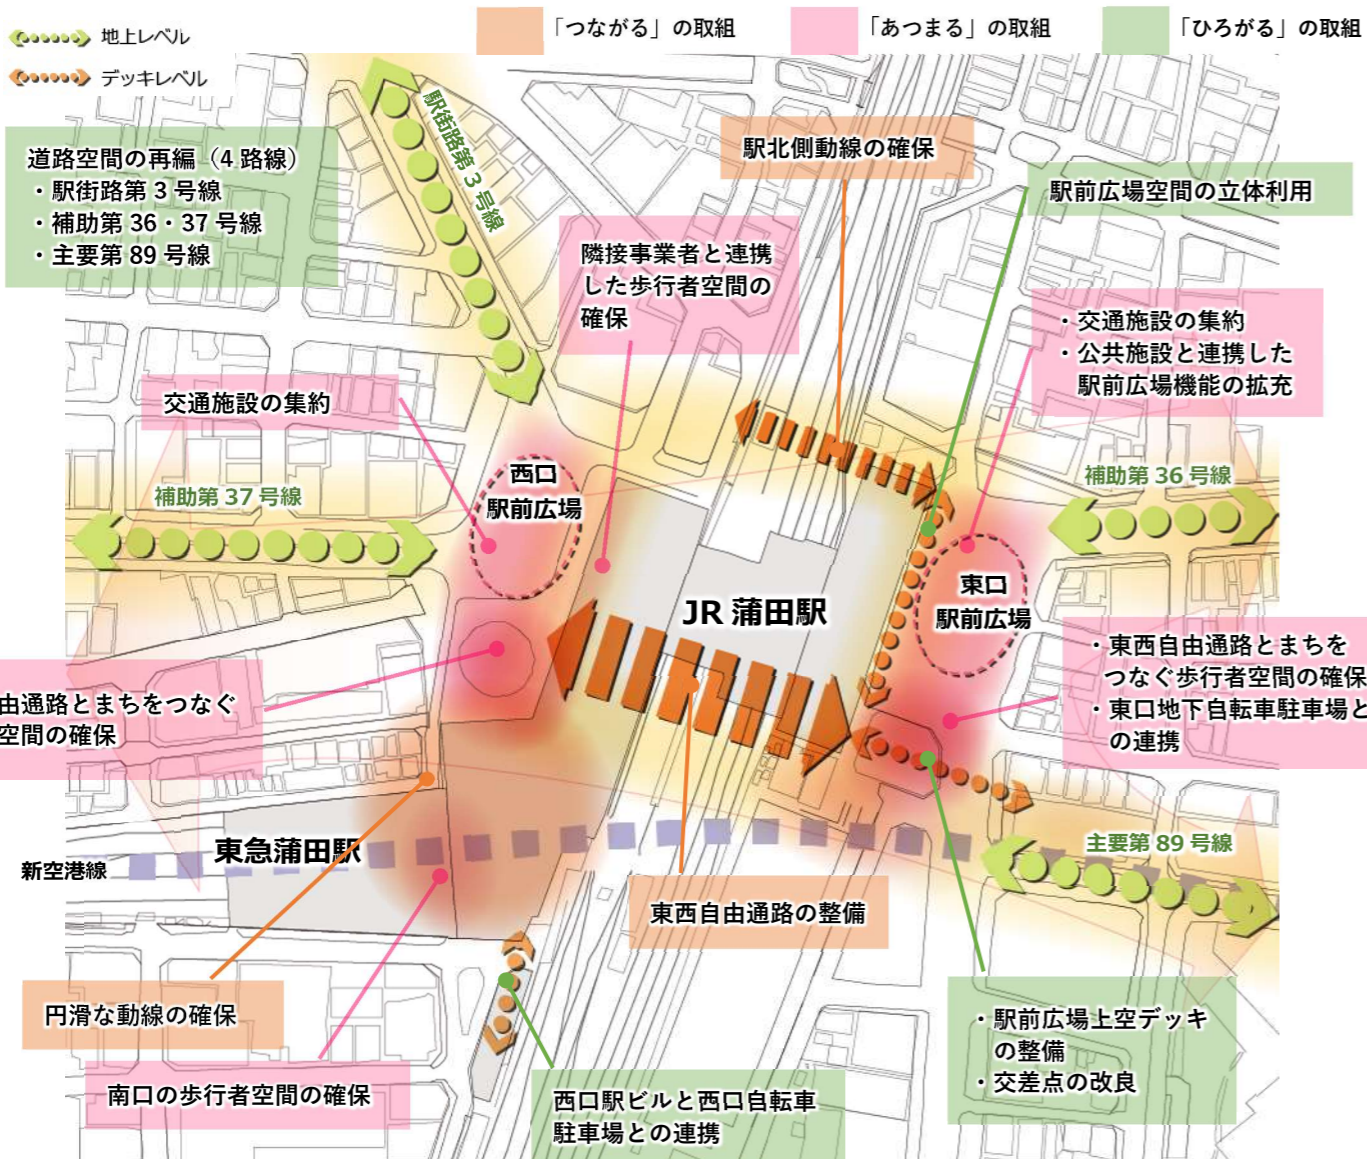 地上レベル
デッキレベル
「つながる」の取組
「あつまる」の取組
「ひろがる」の取組
道路空間の再編（4 路線）
・駅街路第 3 号線
・補助第 36・37 号線
・主要第 89 号線
駅街路第 3 号線
駅北側動線の確保
駅前広場空間の立体利用
隣接事業者と連携
した歩行者空間の
確保
・交通施設の集約
・公共施設と連携した
駅前広場機能の拡充
交通施設の集約
西口
駅前広場
補助第 37 号線
補助第 36 号線
JR 蒲田駅
東口
駅前広場
由通路とまちをつなぐ
空間の確保
・東西自由通路とまちを
つなぐ歩行者空間の確保
・東口地下自転車駐車場と
の連携
新空港線
東急蒲田駅
主要第 89 号線
東西自由通路の整備
円滑な動線の確保
南口の歩行者空間の確保
西口駅ビルと西口自転車
駐車場との連携
・駅前広場上空デッキ
の整備
・交差点の改良